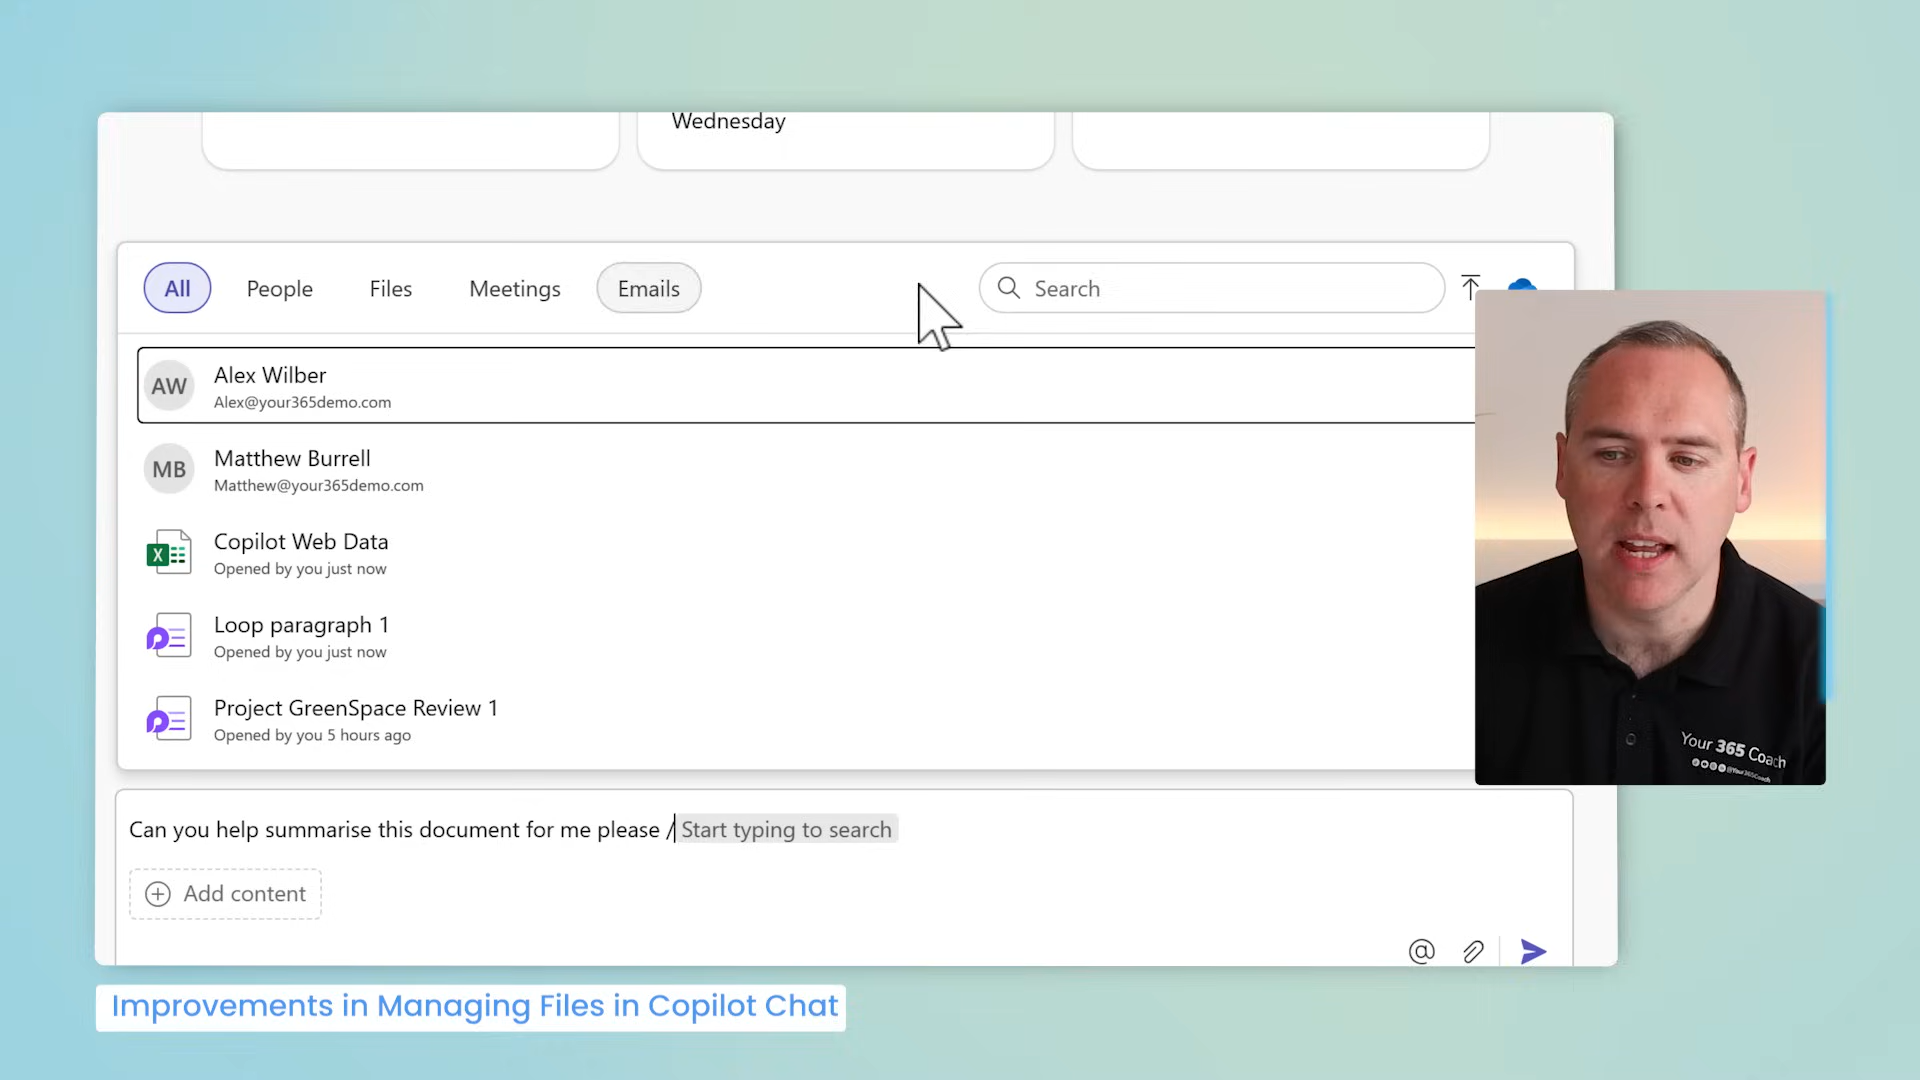 Wednesday
All People Files Meetings Emails Search
AW Alex Wilber
Alex@your365demo.com
MB Matthew Burrell
Matthew@your365demo.com
X Copilot Web Data
Opened by you just now
Loop paragraph 1
Opened by you just now
Project GreenSpace Review 1
Opened by you 5 hours ago
Your 365 Coach
@Your365Coach
Can you help summarise this document for me please / Start typing to search
Add content
Improvements in Managing Files in Copilot Chat